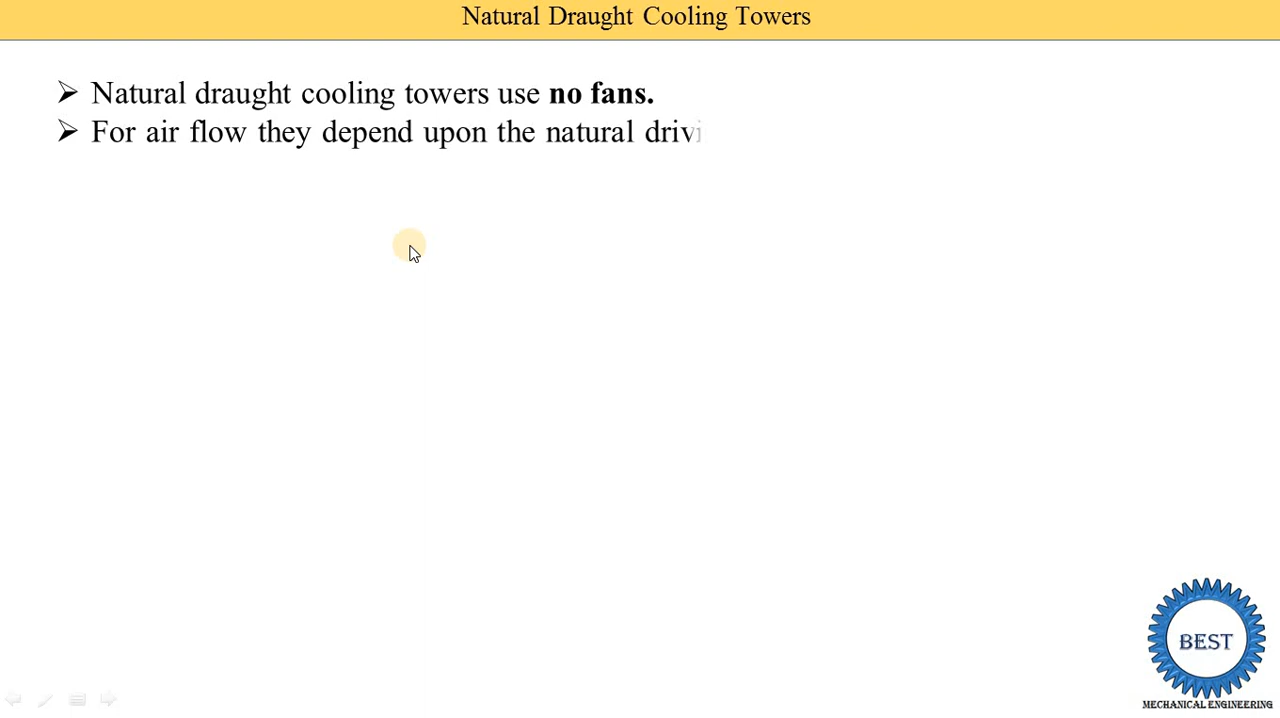 Natural Draught Cooling Towers
Natural draught cooling towers use no fans.
For air flow they depend upon the natural drivi
BEST
MECHANICAL ENGINEERING